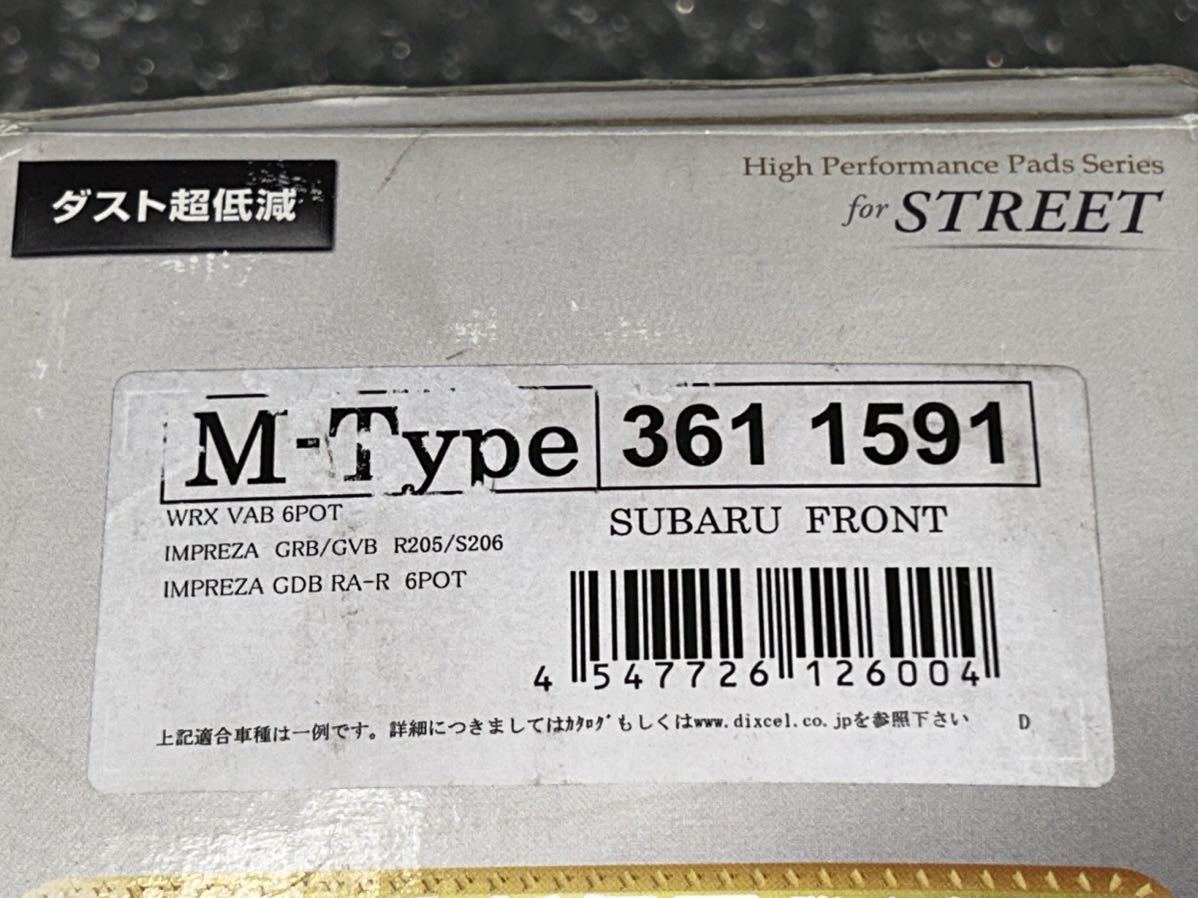 ダスト超低減
High Performance Pads Series
for STREET
M-Type 361 1591
WRX VAB 6POT
SUBARU FRONT
IMPREZA GRB/GVB R205/S206
IMPREZA GDB RA-R 6POT
4 547726 126004
上記適合車種は一例です。詳細につきましてはｶﾀﾛｸﾞもしくはwww.dixcel.co.jpを参照下さい D